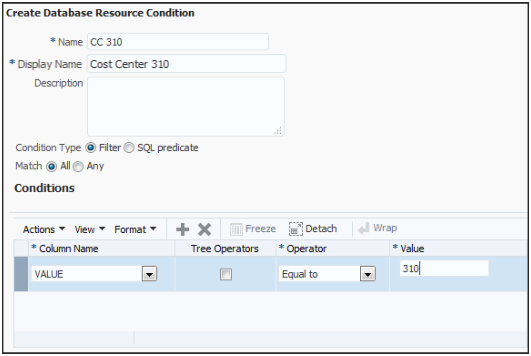 Create Database Resource Condition
* Name CC 310
* Display Name Cost Center 310
Description
Condition Type Filter SQL predicate
Match All Any
Conditions
Actions View Format Freeze Detach Wrap
* Column Name Tree Operators * Operator * Value
VALUE Equal to 310